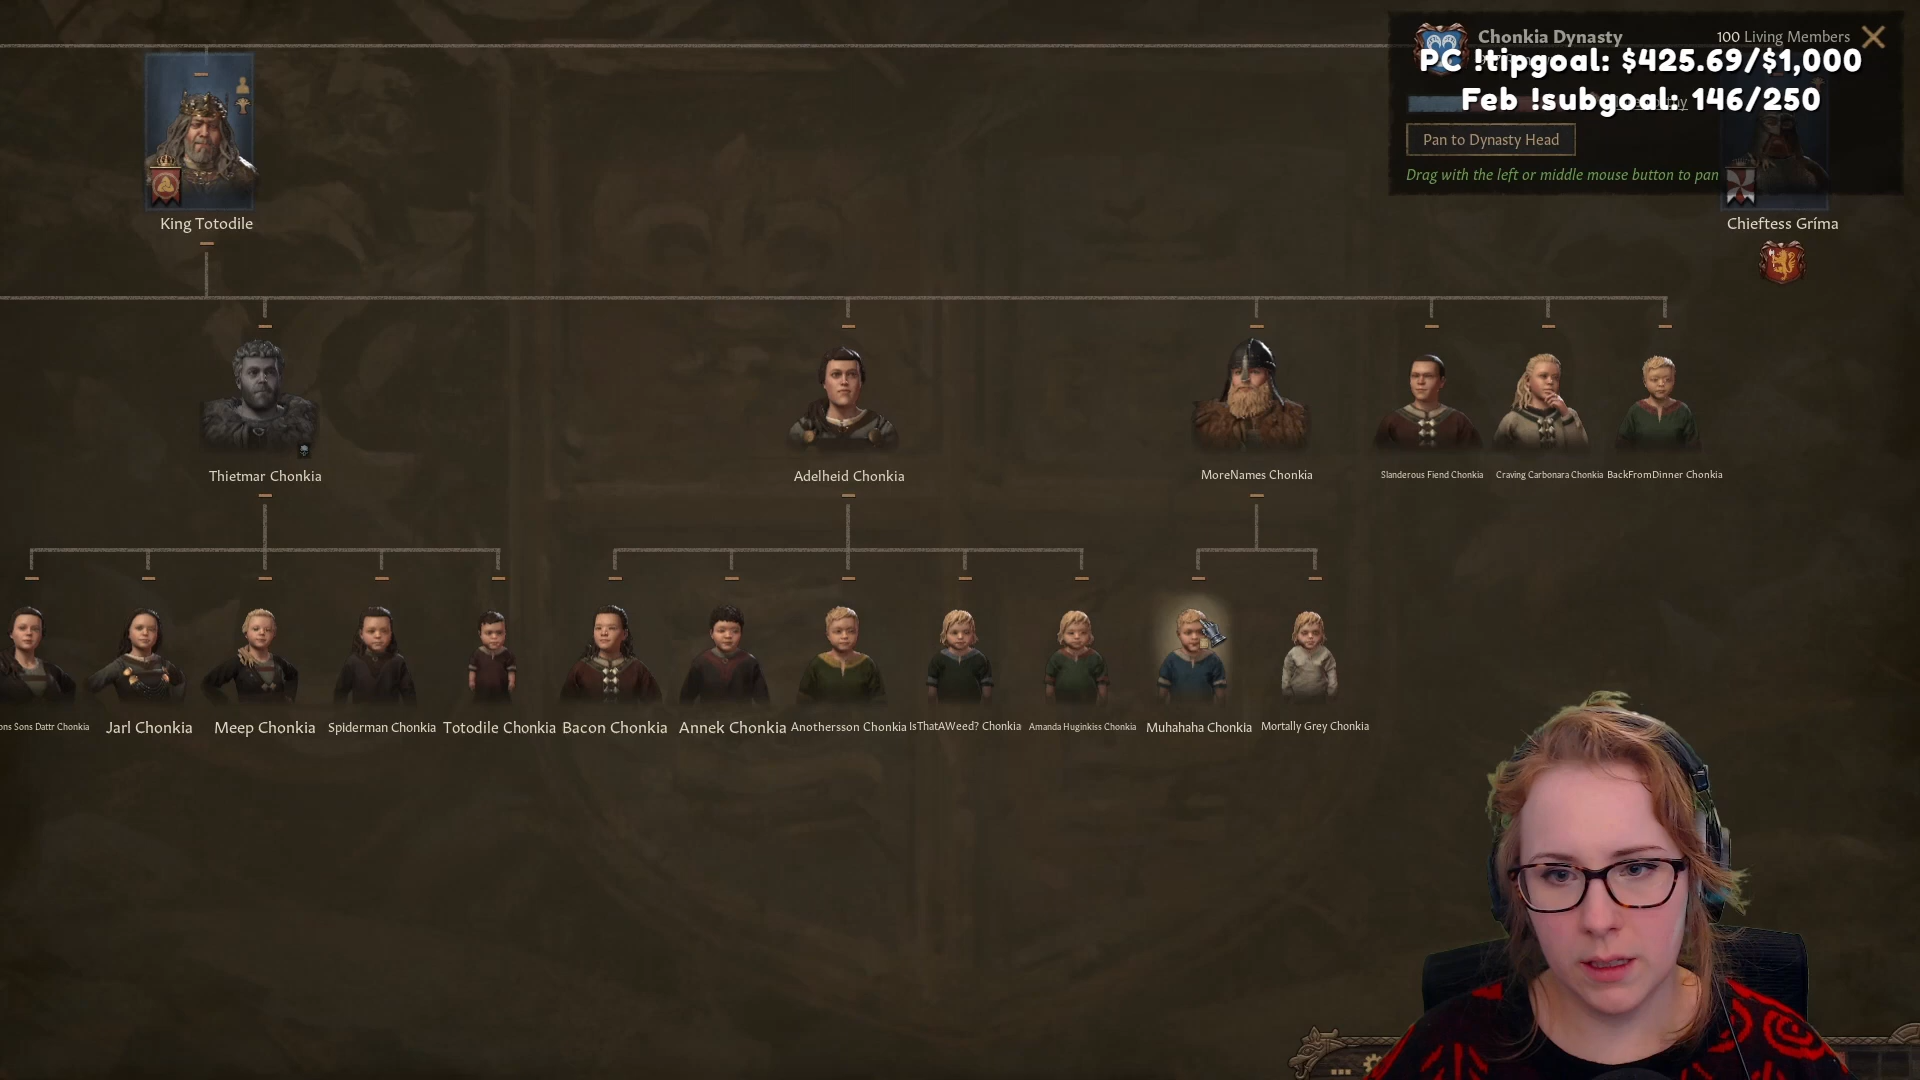 Chonkia Dynasty
100 Living Members
PC !tipgoal: $425.69/$1,000
Feb !subgoal: 146/250
Pan to Dynasty Head
Drag with the left or middle mouse button to pan
King Totodile
Chieftess Gríma
Thietmar Chonkia
Adelheid Chonkia
MoreNames Chonkia
Slanderous Fiend Chonkia
Craving Carbonara Chonkia
BackFromDinner Chonkia
Sons Dattr Chonkia
Jarl Chonkia
Meep Chonkia
Spiderman Chonkia
Totodile Chonkia
Bacon Chonkia
Annek Chonkia
Anothersson Chonkia
IsThatAWeed? Chonkia
Amanda Huginkiss Chonkia
Muhahaha Chonkia
Mortally Grey Chonkia